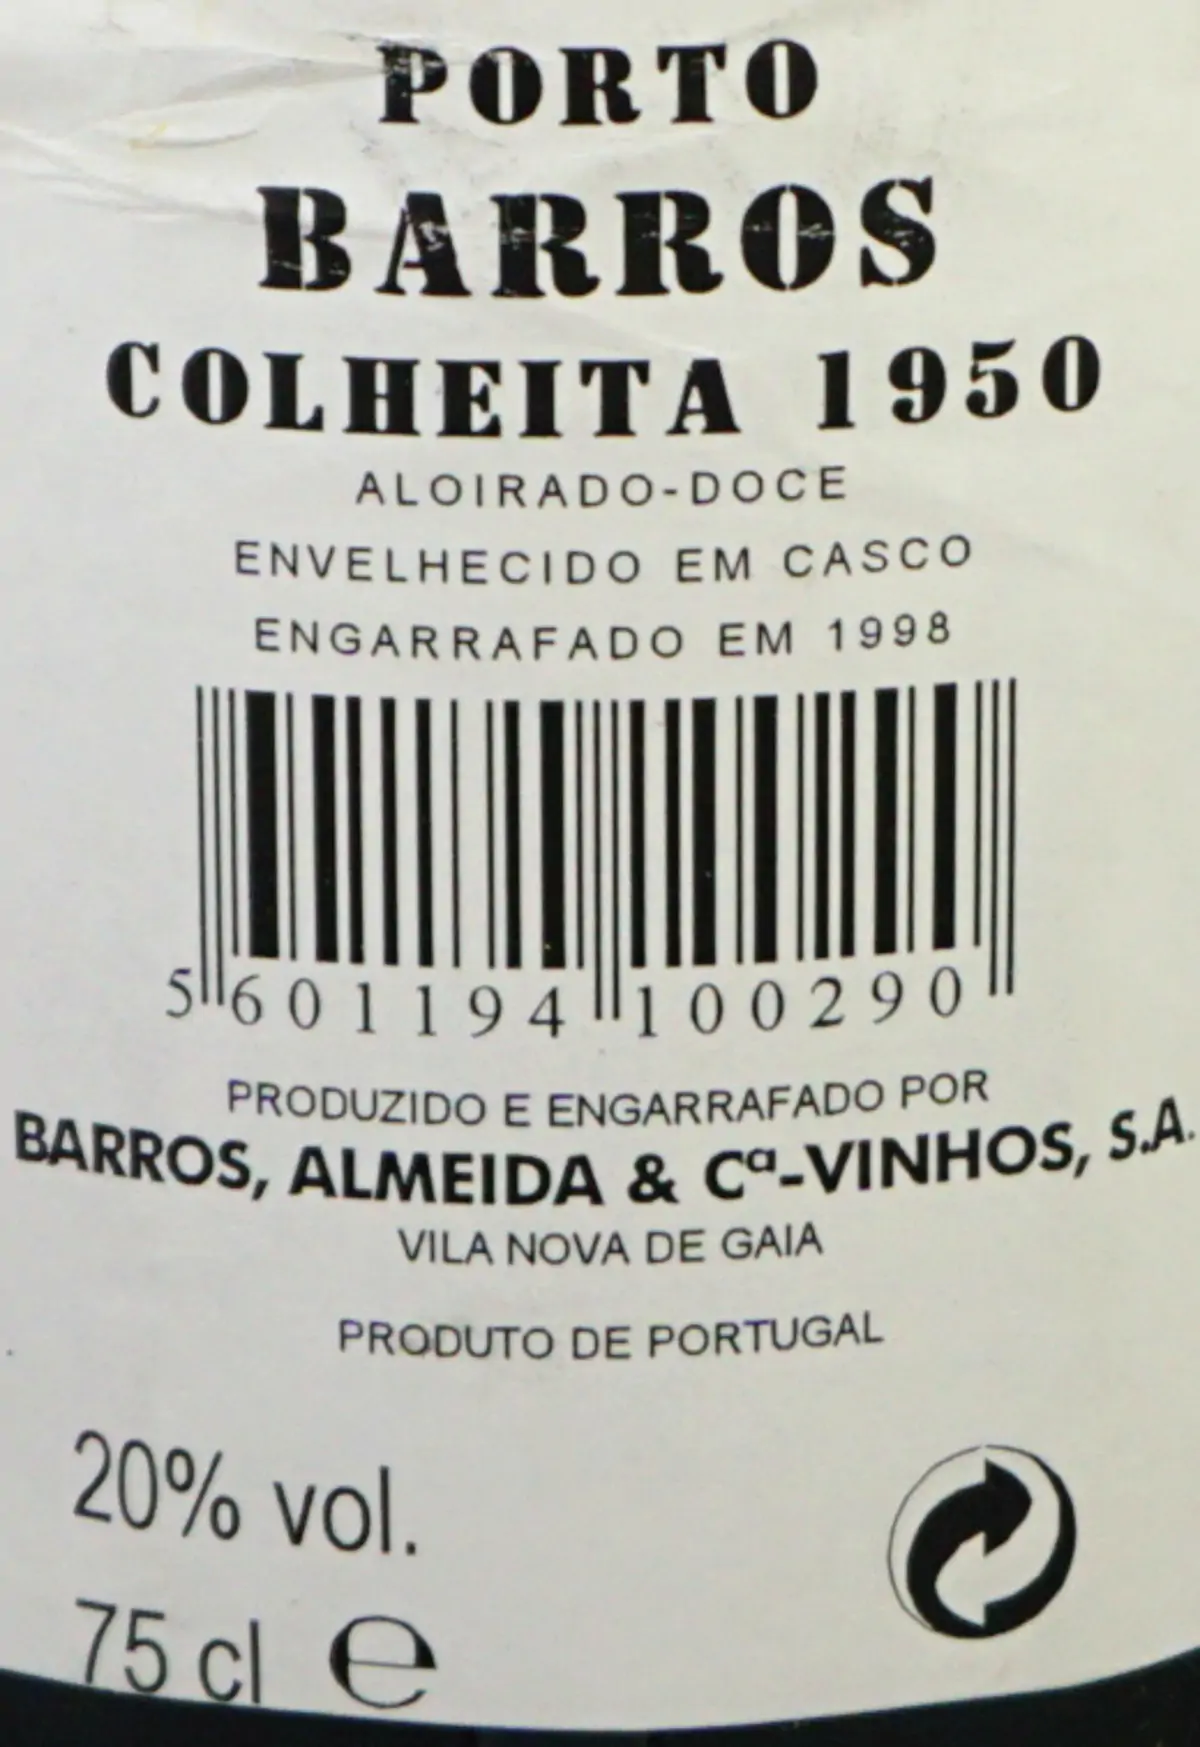 PORTO
BARROS
COLHEITA 1950
ALOIRADO-DOCE
ENVELHECIDO EM CASCO
ENGARRAFADO EM 1998
5 601194 100290
PRODUZIDO E ENGARRAFADO POR
BARROS, ALMEIDA & Cª-VINHOS, S.A.
VILA NOVA DE GAIA
PRODUTO DE PORTUGAL
20% vol.
75 cl e